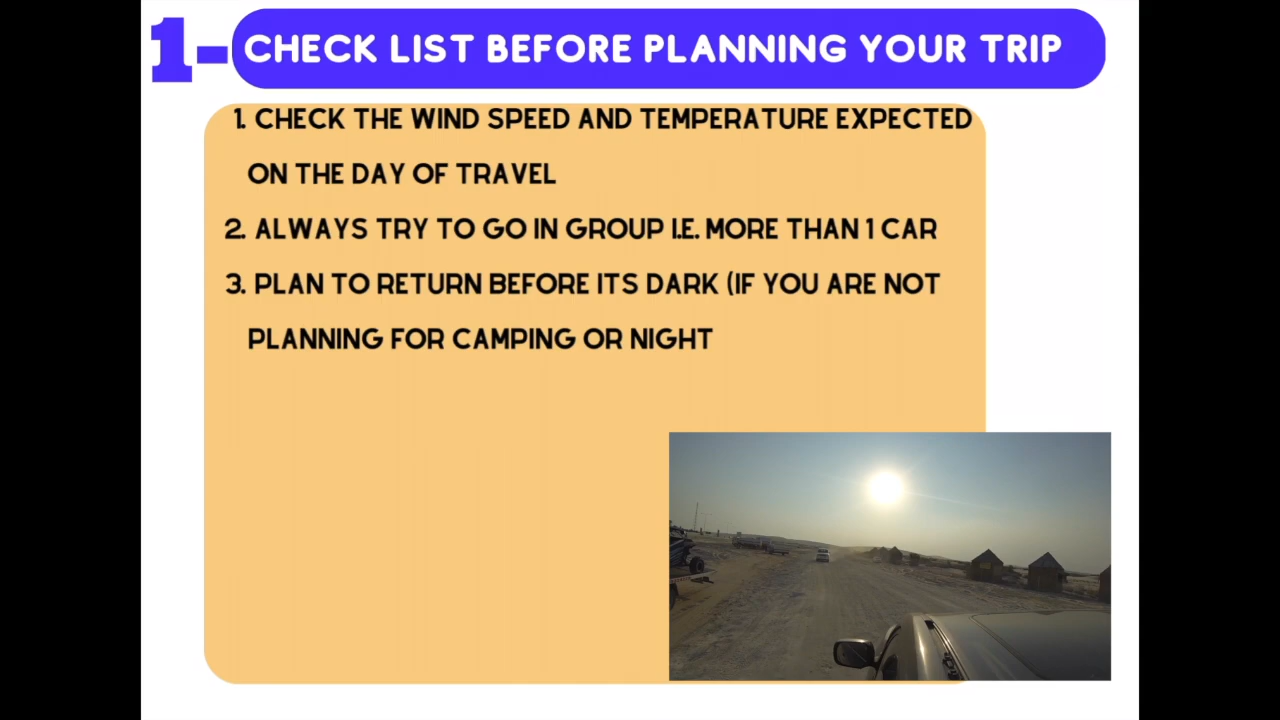 1- CHECK LIST BEFORE PLANNING YOUR TRIP
1. CHECK THE WIND SPEED AND TEMPERATURE EXPECTED
ON THE DAY OF TRAVEL
2. ALWAYS TRY TO GO IN GROUP I.E. MORE THAN 1 CAR
3. PLAN TO RETURN BEFORE ITS DARK (IF YOU ARE NOT
PLANNING FOR CAMPING OR NIGHT